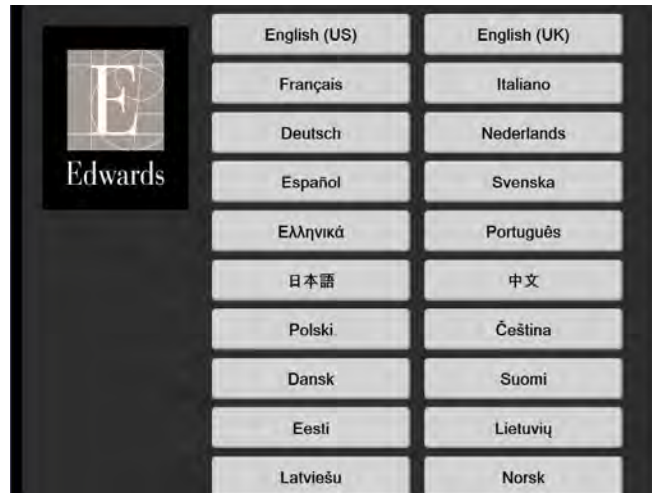 E
Edwards
English (US) English (UK)
Français Italiano
Deutsch Nederlands
Español Svenska
Ελληνικά Português
日本語 中文
Polski Čeština
Dansk Suomi
Eesti Lietuvių
Latviešu Norsk